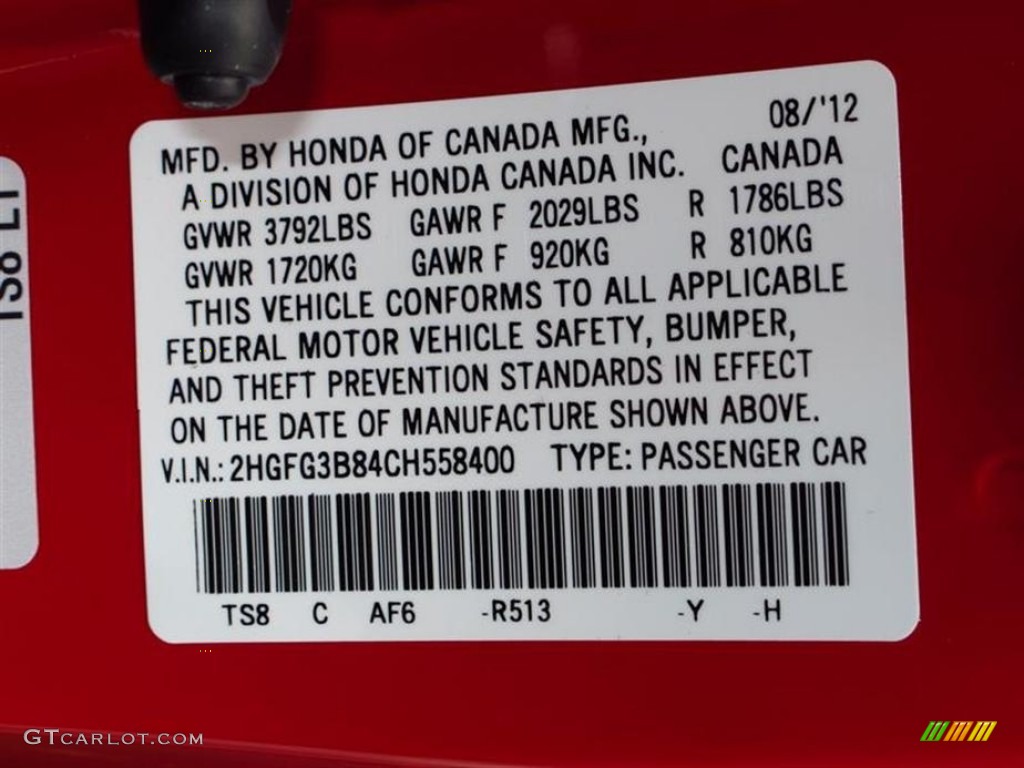 08/'12
MFD. BY HONDA OF CANADA MFG.,
A DIVISION OF HONDA CANADA INC. CANADA
GVWR 3792LBS GAWR F 2029LBS R 1786LBS
GVWR 1720KG GAWR F 920KG R 810KG
THIS VEHICLE CONFORMS TO ALL APPLICABLE
FEDERAL MOTOR VEHICLE SAFETY, BUMPER,
AND THEFT PREVENTION STANDARDS IN EFFECT
ON THE DATE OF MANUFACTURE SHOWN ABOVE.
V.I.N.: 2HGFG3B84CH558400 TYPE: PASSENGER CAR
TS8 C AF6 -R513 -Y -H
TS8 LT
GTCARLOT.COM